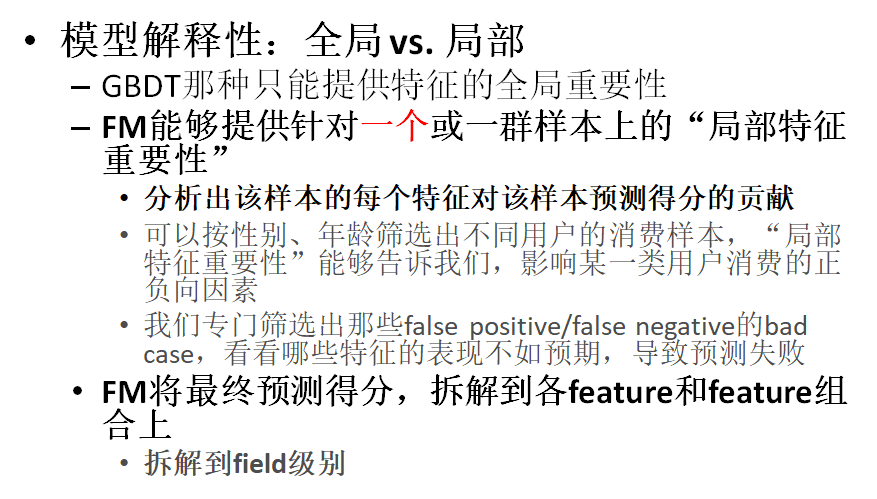 • 模型解释性：全局 vs. 局部
– GBDT那种只能提供特征的全局重要性
– FM能够提供针对一个或一群样本上的“局部特征
重要性”
• 分析出该样本的每个特征对该样本预测得分的贡献
• 可以按性别、年龄筛选出不同用户的消费样本，“局部
特征重要性”能够告诉我们，影响某一类用户消费的正
负向因素
• 我们专门筛选出那些false positive/false negative的bad
case，看看哪些特征的表现不如预期，导致预测失败
• FM将最终预测得分，拆解到各feature和feature组
合上
• 拆解到field级别